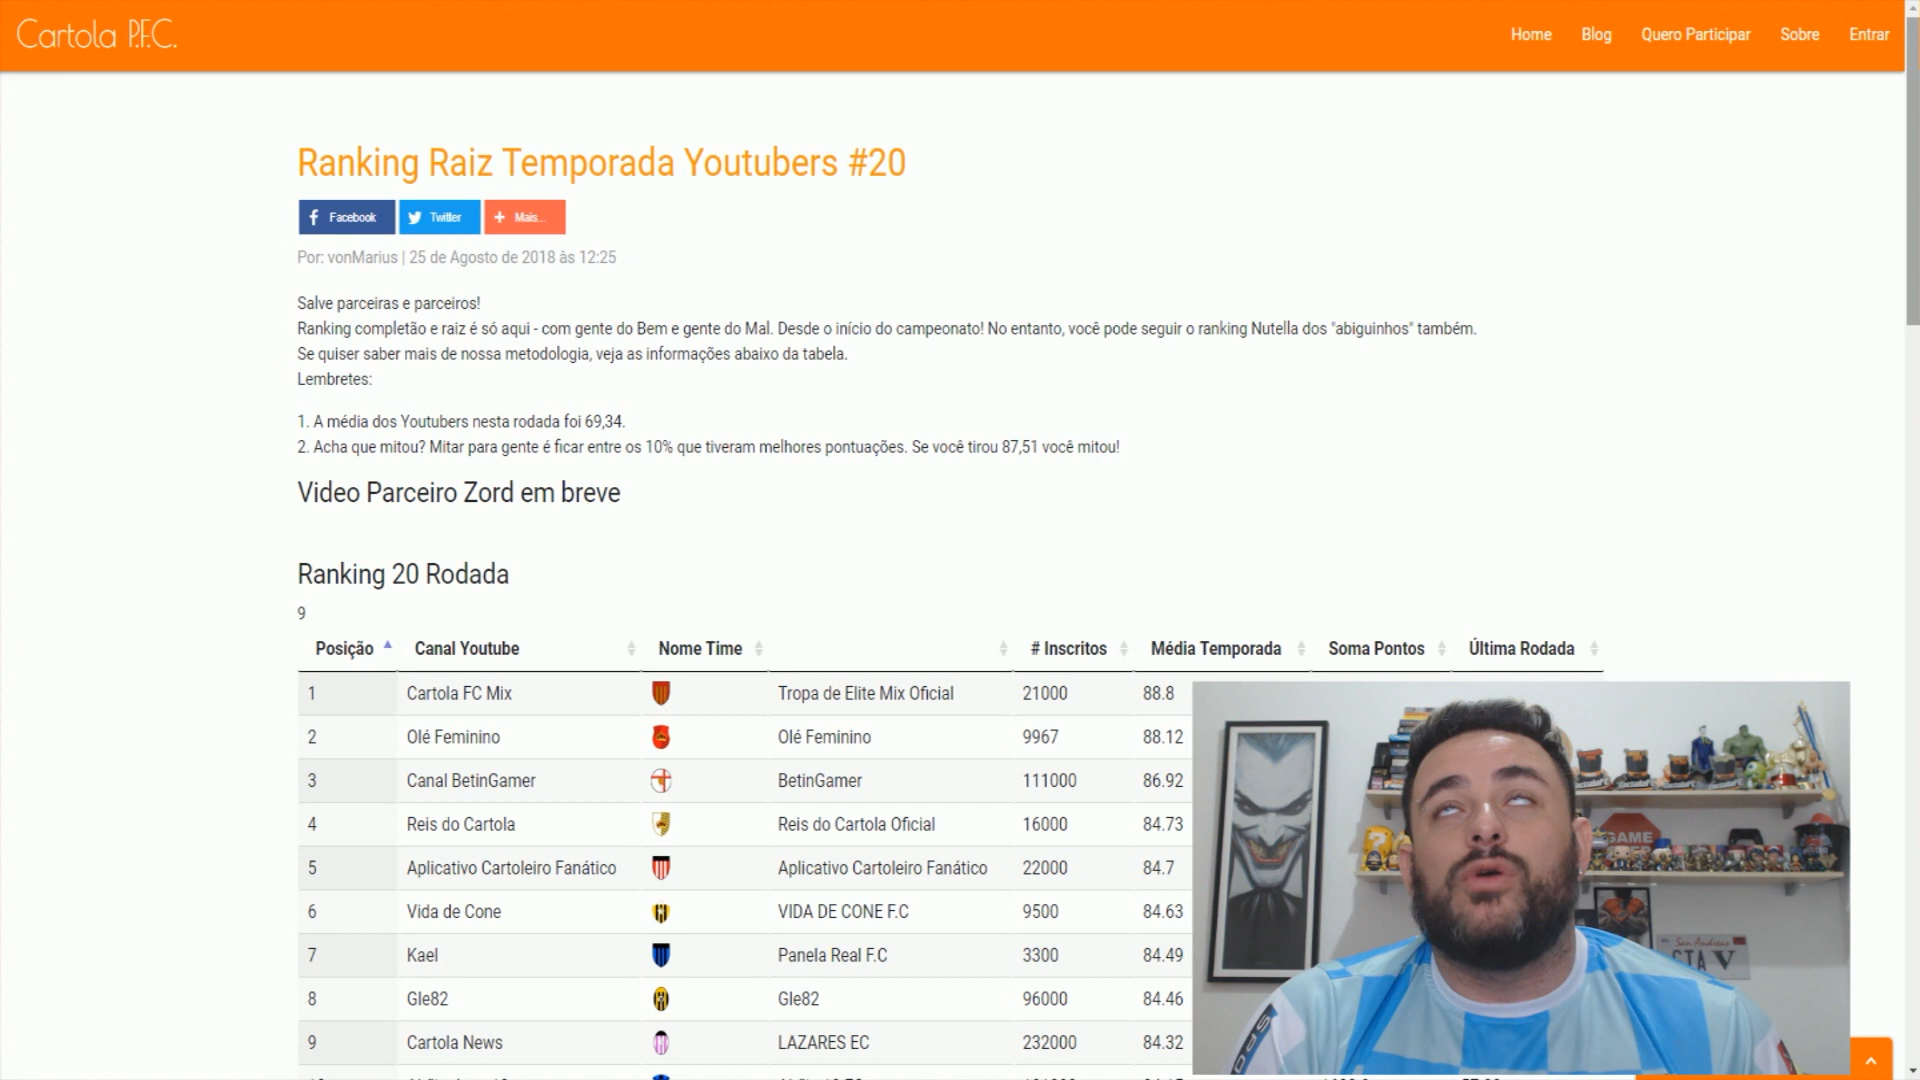 Cartola P.F.C.
Home Blog Quero Participar Sobre Entrar
Ranking Raiz Temporada Youtubers #20
Facebook Twitter Mais...
Por: vonMarius | 25 de Agosto de 2018 às 12:25
Salve parceiras e parceiros!
Ranking completão e raiz é só aqui - com gente do Bem e gente do Mal. Desde o início do campeonato! No entanto, você pode seguir o ranking Nutella dos "abiguinhos" também.
Se quiser saber mais de nossa metodologia, veja as informações abaixo da tabela.
Lembretes:
1. A média dos Youtubers nesta rodada foi 69,34.
2. Acha que mitou? Mitar para gente é ficar entre os 10% que tiveram melhores pontuações. Se você tirou 87,51 você mitou!
Video Parceiro Zord em breve
Ranking 20 Rodada
9
Posição Canal Youtube Nome Time # Inscritos Média Temporada Soma Pontos Última Rodada
1 Cartola FC Mix Tropa de Elite Mix Oficial 21000 88.8
2 Olé Feminino Olé Feminino 9967 88.12
3 Canal BetinGamer BetinGamer 111000 86.92
4 Reis do Cartola Reis do Cartola Oficial 16000 84.73
5 Aplicativo Cartoleiro Fanático Aplicativo Cartoleiro Fanático 22000 84.7
6 Vida de Cone VIDA DE CONE F.C 9500 84.63
7 Kael Panela Real F.C 3300 84.49
8 Gle82 Gle82 96000 84.46
9 Cartola News LAZARES EC 232000 84.32
GAME
San Andreas
GTA V